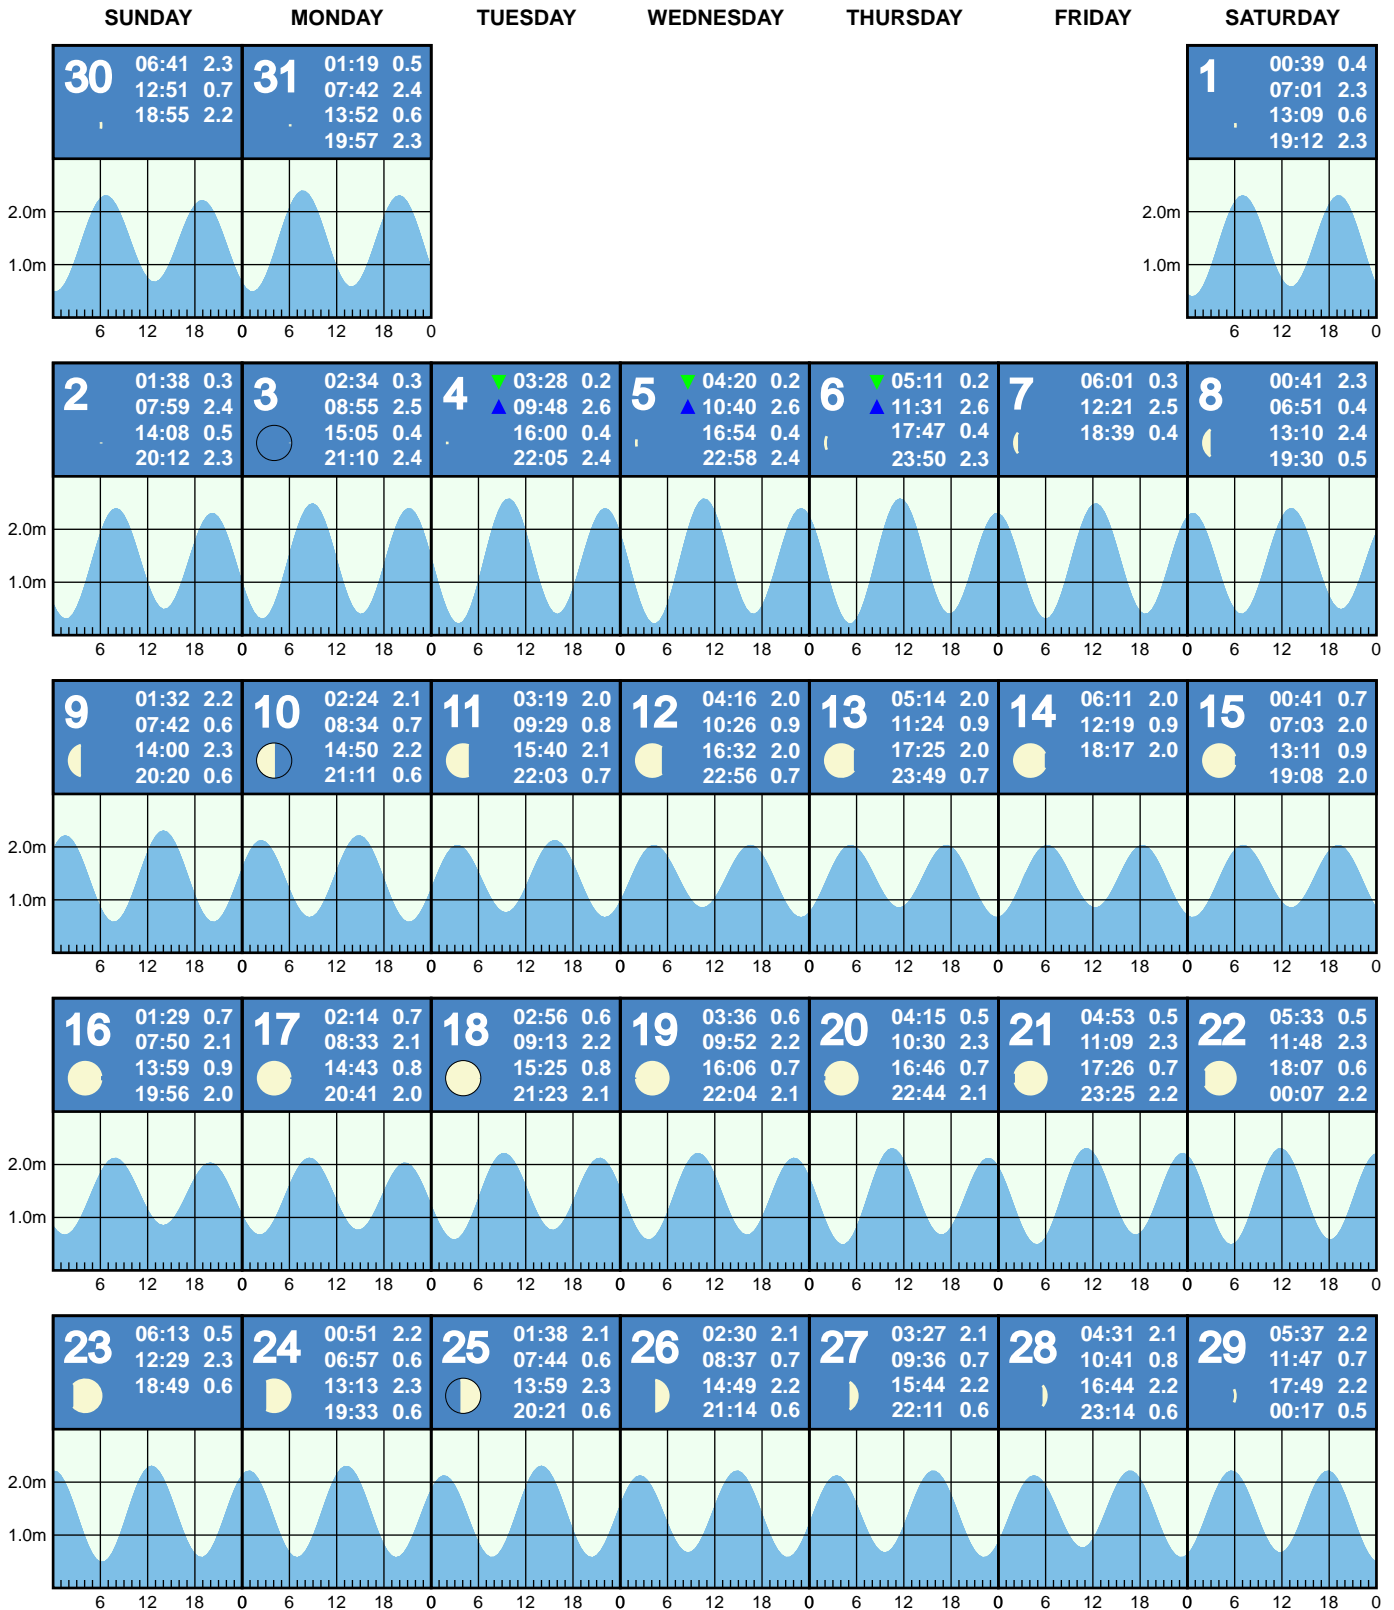 SUNDAY MONDAY TUESDAY WEDNESDAY THURSDAY FRIDAY SATURDAY
30 06:41 2.3
12:51 0.7
18:55 2.2
31 01:19 0.5
07:42 2.4
13:52 0.6
19:57 2.3
1 00:39 0.4
07:01 2.3
13:09 0.6
19:12 2.3
2.0m
1.0m
2.0m
1.0m
6 12 18 0 6 12 18 0
6 12 18 0
2 01:38 0.3
07:59 2.4
14:08 0.5
20:12 2.3
3 02:34 0.3
08:55 2.5
15:05 0.4
21:10 2.4
4 03:28 0.2
09:48 2.6
16:00 0.4
22:05 2.4
5 04:20 0.2
10:40 2.6
16:54 0.4
22:58 2.4
6 05:11 0.2
11:31 2.6
17:47 0.4
23:50 2.3
7 06:01 0.3
12:21 2.5
18:39 0.4
8 00:41 2.3
06:51 0.4
13:10 2.4
19:30 0.5
2.0m
1.0m
6 12 18 0 6 12 18 0 6 12 18 0 6 12 18 0 6 12 18 0 6 12 18 0 6 12 18 0
9 01:32 2.2
07:42 0.6
14:00 2.3
20:20 0.6
10 02:24 2.1
08:34 0.7
14:50 2.2
21:11 0.6
11 03:19 2.0
09:29 0.8
15:40 2.1
22:03 0.7
12 04:16 2.0
10:26 0.9
16:32 2.0
22:56 0.7
13 05:14 2.0
11:24 0.9
17:25 2.0
23:49 0.7
14 06:11 2.0
12:19 0.9
18:17 2.0
15 00:41 0.7
07:03 2.0
13:11 0.9
19:08 2.0
2.0m
1.0m
6 12 18 0 6 12 18 0 6 12 18 0 6 12 18 0 6 12 18 0 6 12 18 0 6 12 18 0
16 01:29 0.7
07:50 2.1
13:59 0.9
19:56 2.0
17 02:14 0.7
08:33 2.1
14:43 0.8
20:41 2.0
18 02:56 0.6
09:13 2.2
15:25 0.8
21:23 2.1
19 03:36 0.6
09:52 2.2
16:06 0.7
22:04 2.1
20 04:15 0.5
10:30 2.3
16:46 0.7
22:44 2.1
21 04:53 0.5
11:09 2.3
17:26 0.7
23:25 2.2
22 05:33 0.5
11:48 2.3
18:07 0.6
00:07 2.2
2.0m
1.0m
6 12 18 0 6 12 18 0 6 12 18 0 6 12 18 0 6 12 18 0 6 12 18 0 6 12 18 0
23 06:13 0.5
12:29 2.3
18:49 0.6
24 00:51 2.2
06:57 0.6
13:13 2.3
19:33 0.6
25 01:38 2.1
07:44 0.6
13:59 2.3
20:21 0.6
26 02:30 2.1
08:37 0.7
14:49 2.2
21:14 0.6
27 03:27 2.1
09:36 0.7
15:44 2.2
22:11 0.6
28 04:31 2.1
10:41 0.8
16:44 2.2
23:14 0.6
29 05:37 2.2
11:47 0.7
17:49 2.2
00:17 0.5
2.0m
1.0m
6 12 18 0 6 12 18 0 6 12 18 0 6 12 18 0 6 12 18 0 6 12 18 0 6 12 18 0